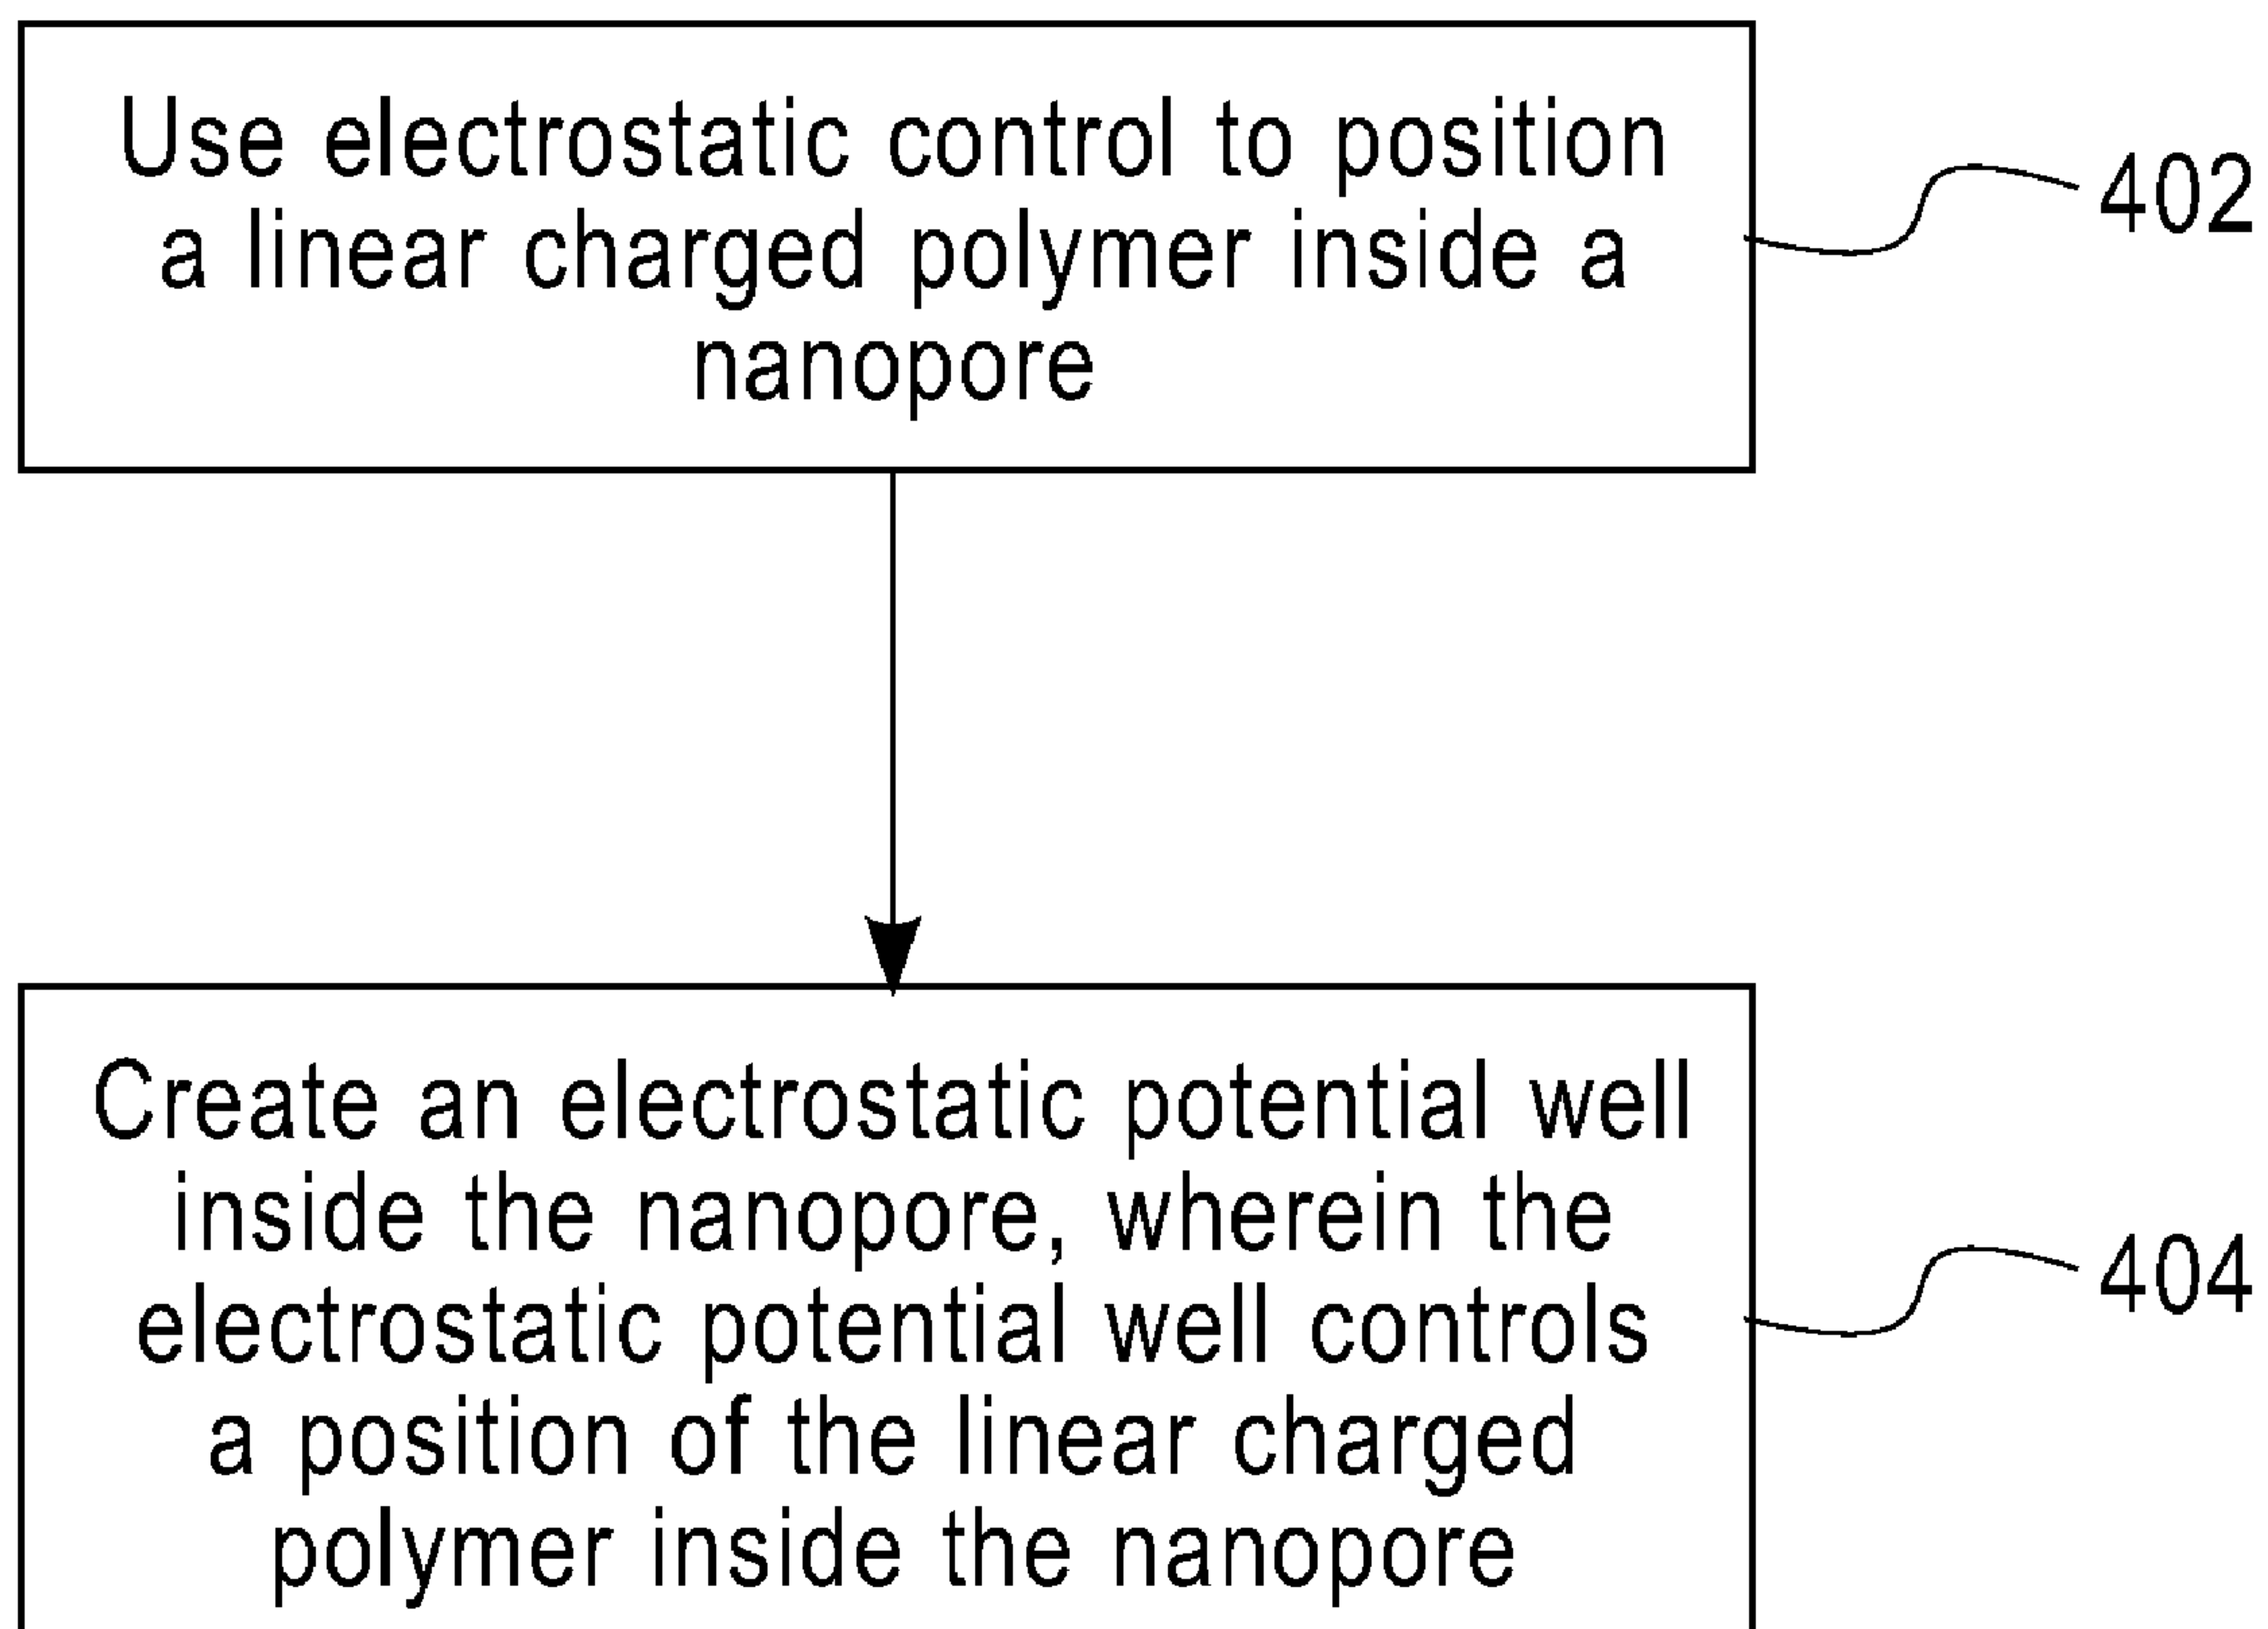 Use electrostatic control to position
a linear charged polymer inside a
nanopore
402
Create an electrostatic potential well
inside the nanopore, wherein the
electrostatic potential well controls
a position of the linear charged
polymer inside the nanopore
404